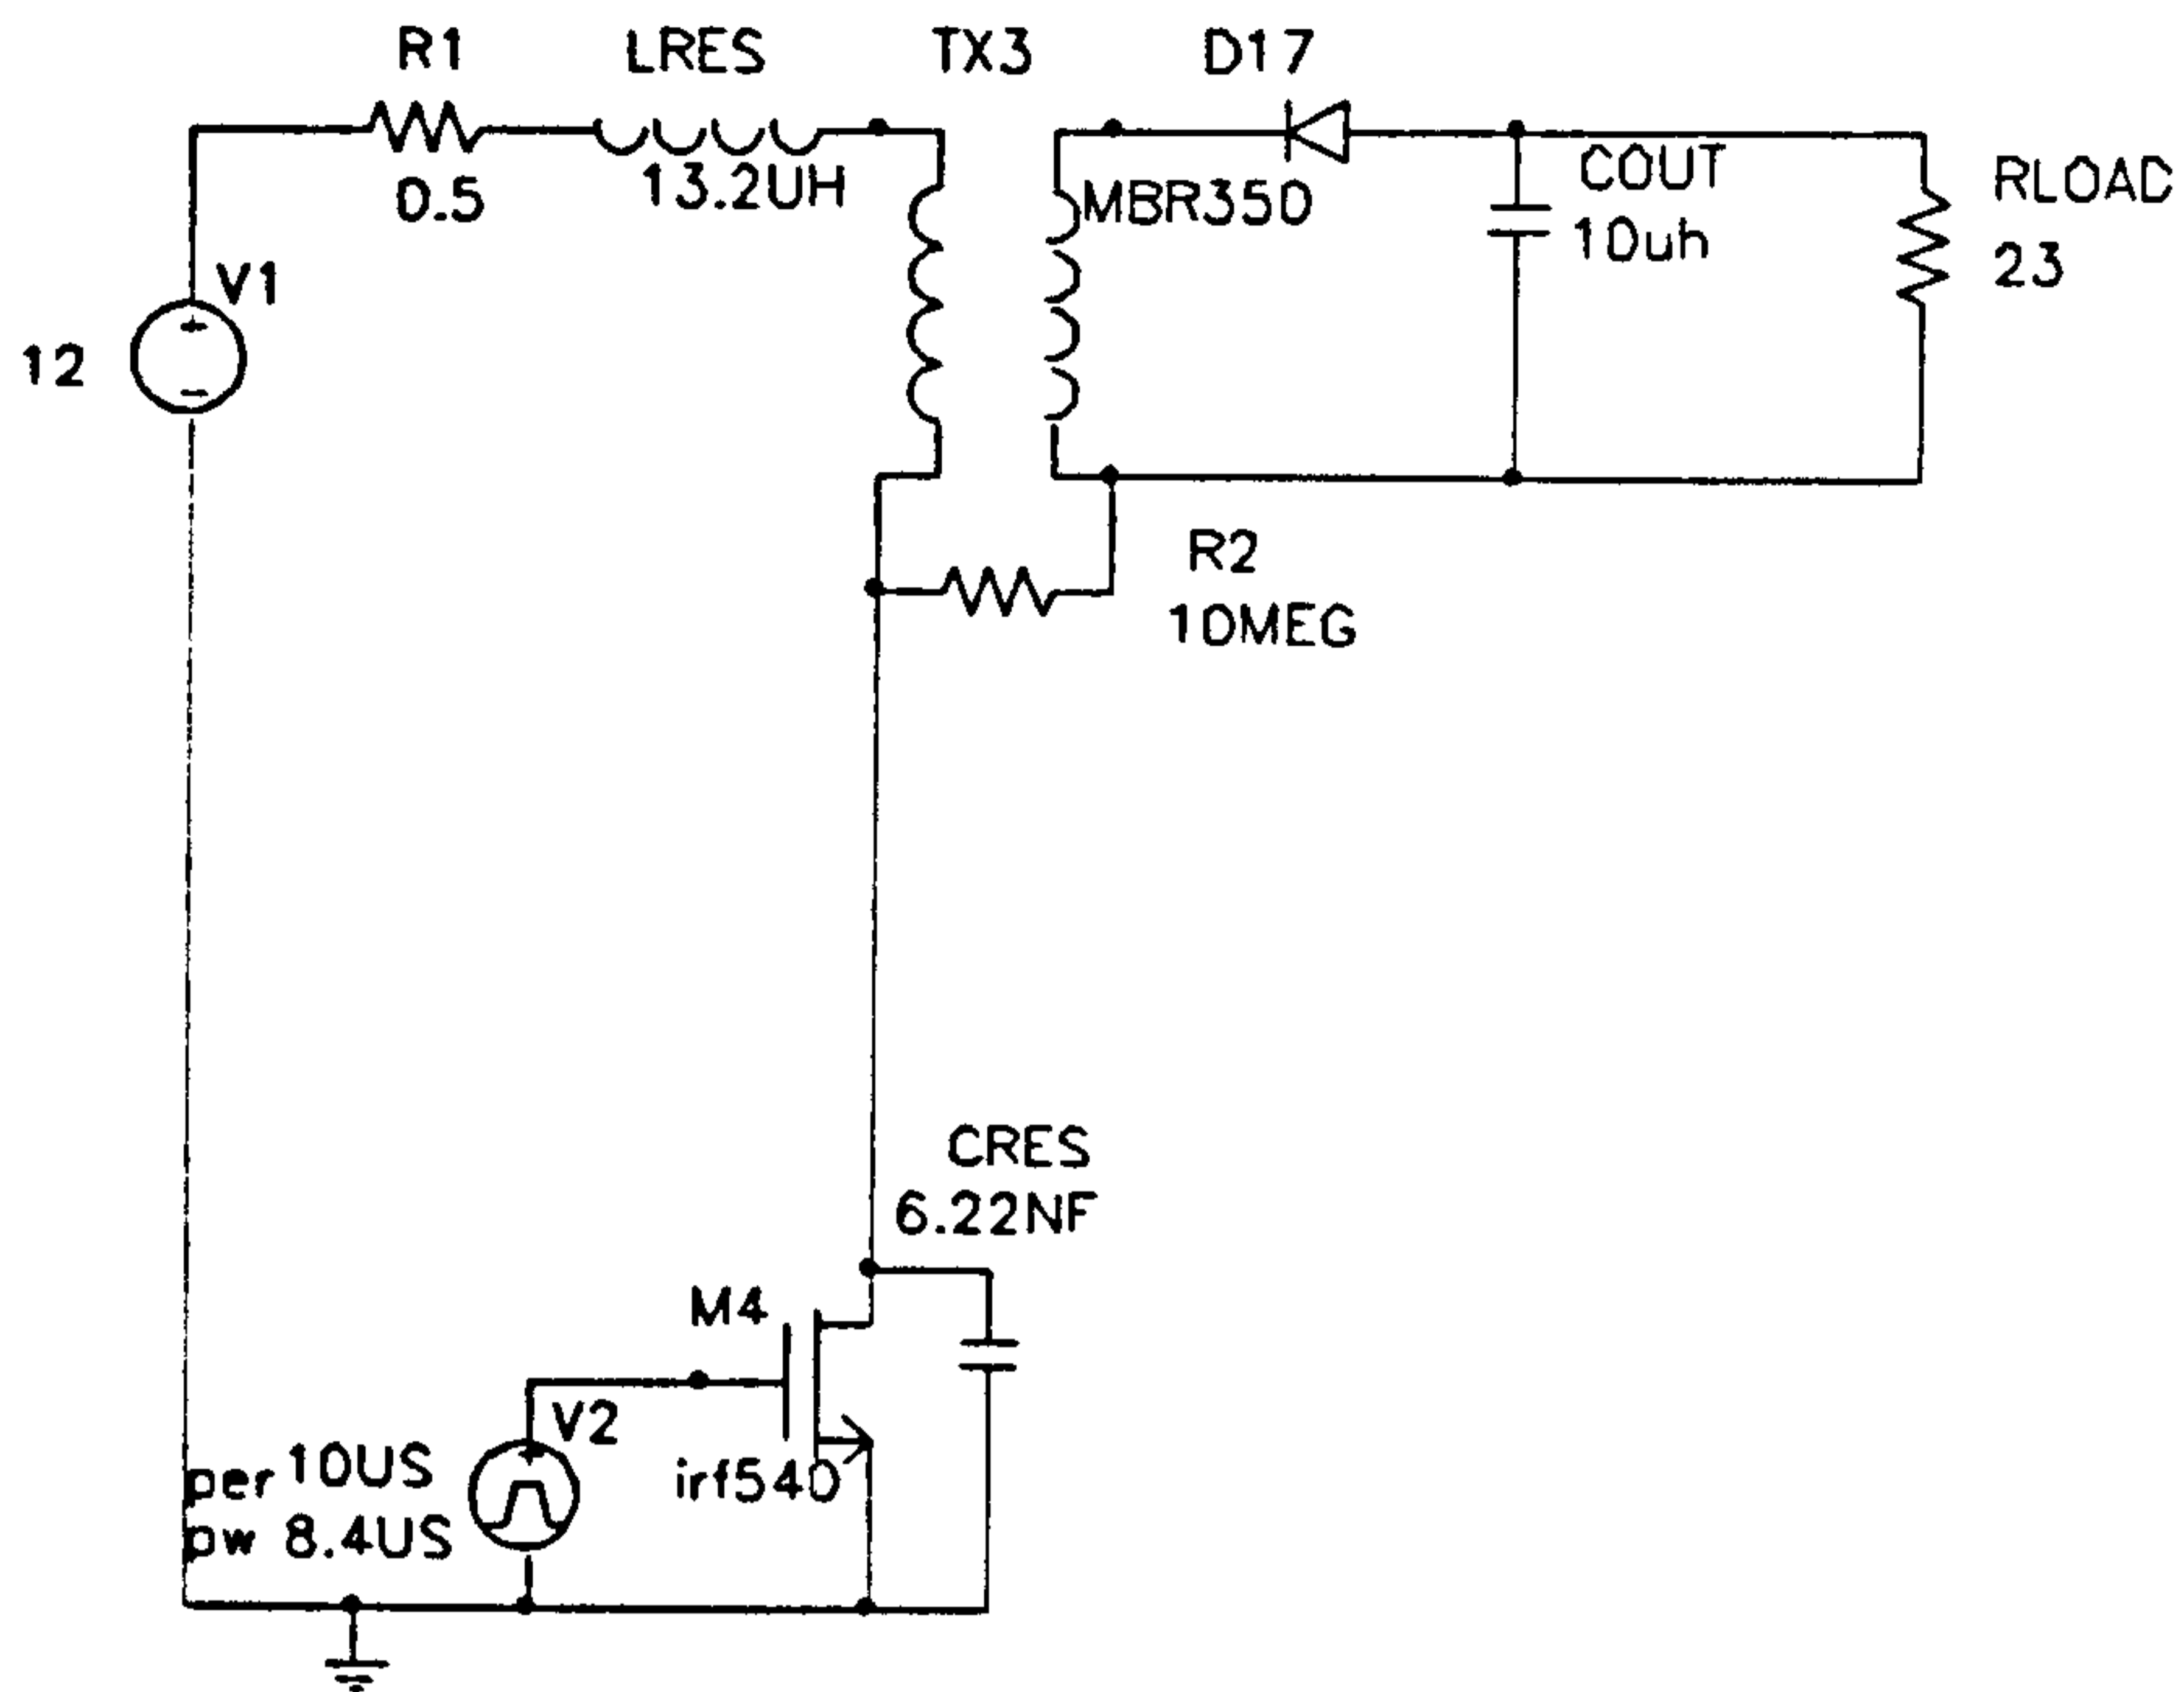 R1
LRES
TX3
D17
0.5
13.2UH
MBR350
COUT
10uh
RLOAD
23
V1
12
R2
10MEG
CRES
6.22NF
M4
V2
irf540
per 10US
pw 8.4US